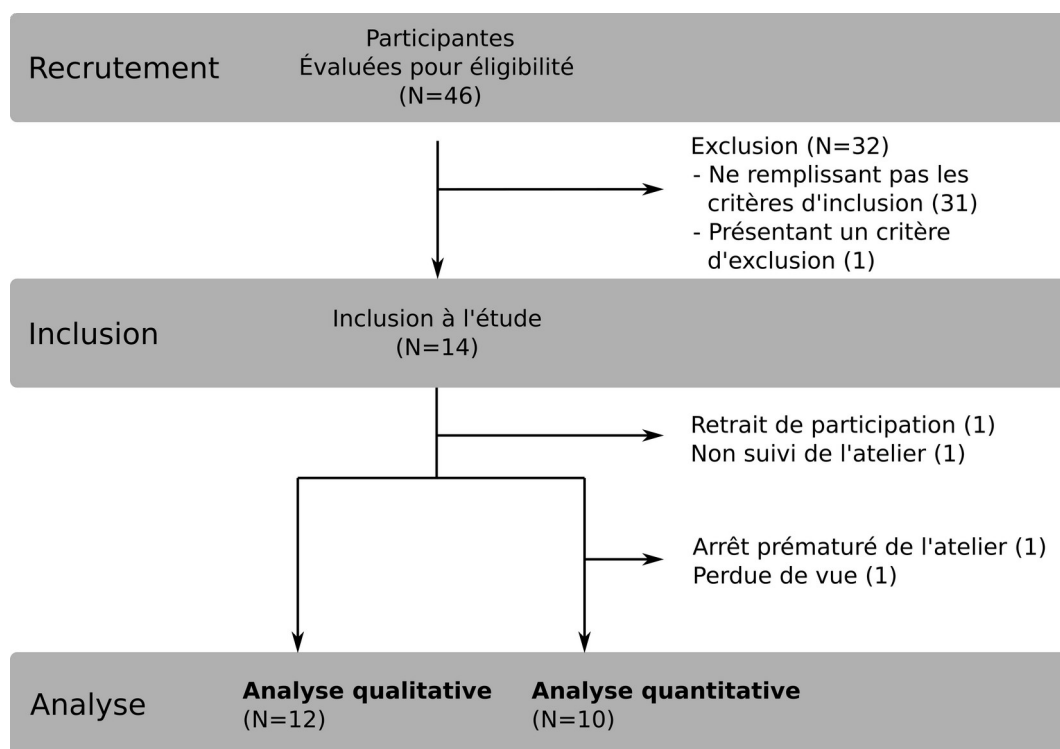 Recrutement
Participantes
Évaluées pour éligibilité
(N=46)
Exclusion (N=32)
- Ne remplissant pas les
critères d'inclusion (31)
- Présentant un critère
d'exclusion (1)
Inclusion
Inclusion à l'étude
(N=14)
Retrait de participation (1)
Non suivi de l'atelier (1)
Arrêt prématuré de l'atelier (1)
Perdue de vue (1)
Analyse
Analyse qualitative
(N=12)
Analyse quantitative
(N=10)